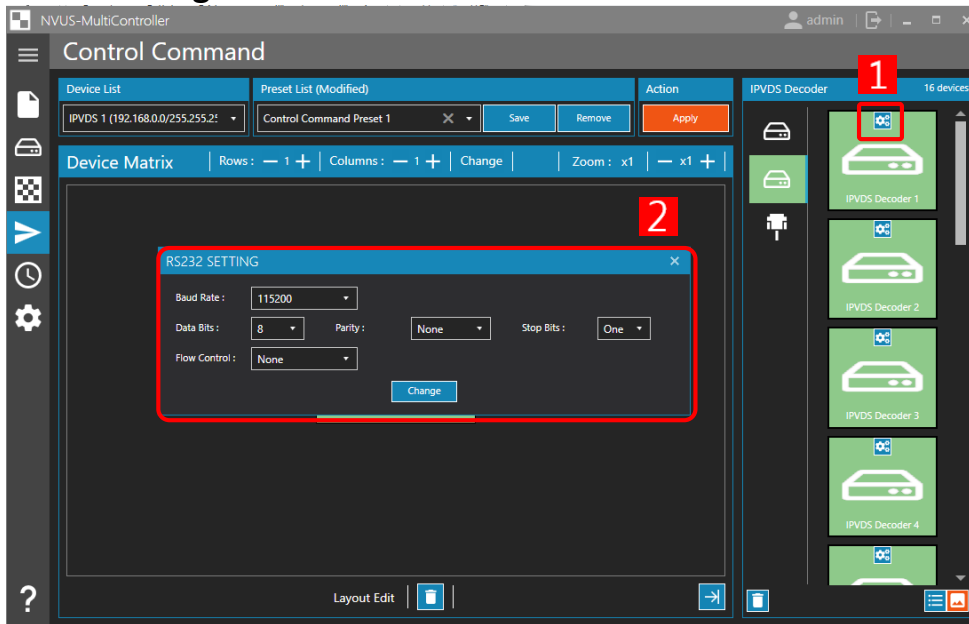 NVUS-MultiController
admin
Control Command
1
Device List
Preset List (Modified)
Action
IPVDS Decoder
16 devices
IPVDS 1 (192.168.0.0/255.255.25
Control Command Preset 1
Save
Remove
Apply
Device Matrix
Rows : 1
Columns : 1
Change
Zoom : x1
x1
IPVDS Decoder 1
2
RS232 SETTING
Baud Rate :
115200
Data Bits :
8
Parity :
None
Stop Bits :
One
Flow Control :
None
Change
IPVDS Decoder 2
IPVDS Decoder 3
IPVDS Decoder 4
Layout Edit
?